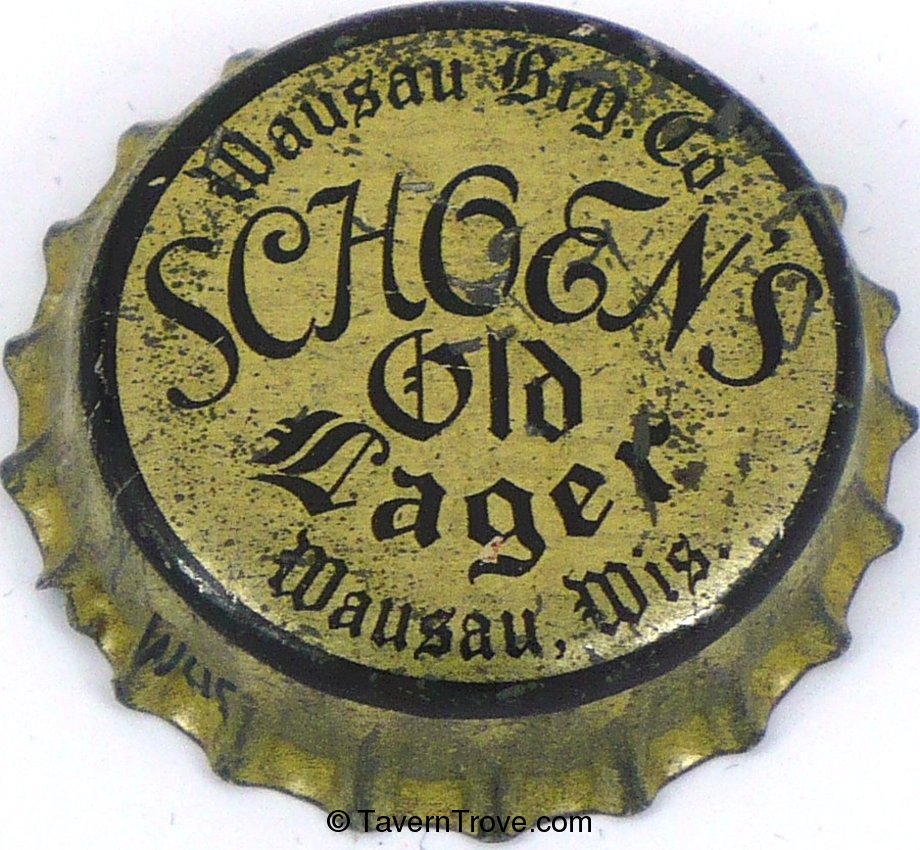 Wausau Brg. Co.
SCHOEN'S
Old
Lager
Wausau, Wis.
© TavernTrove.com